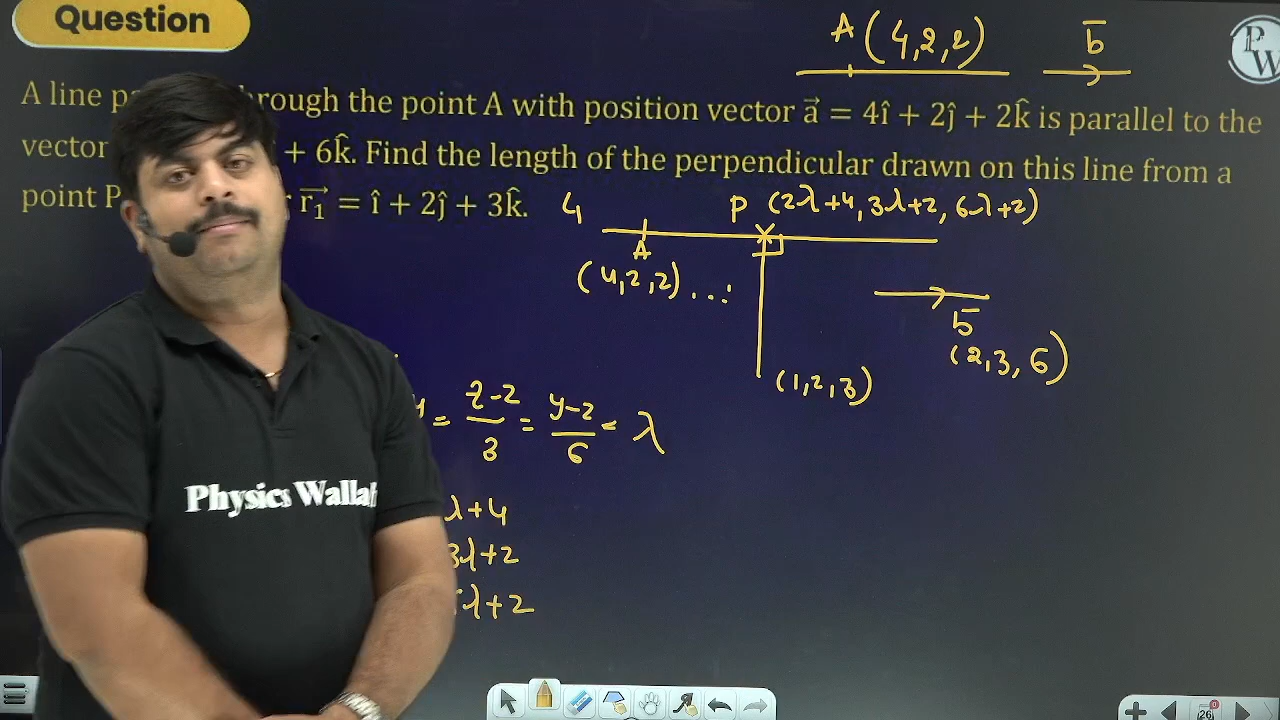 Question
A (4,2,2) b̄
P W
A line p through the point A with position vector a⃗ = 4î + 2ĵ + 2k̂ is parallel to the
vector + 6k̂. Find the length of the perpendicular drawn on this line from a
point P r₁⃗ = î + 2ĵ + 3k̂.
4 P (2λ+4, 3λ+2, 6λ+2)
A
(4,2,2) ...
b̄
(2,3,6)
(1,2,3)
= z-2/3 = y-2/6 = λ
λ+4
3λ+2
λ+2
Physics Wallah
26